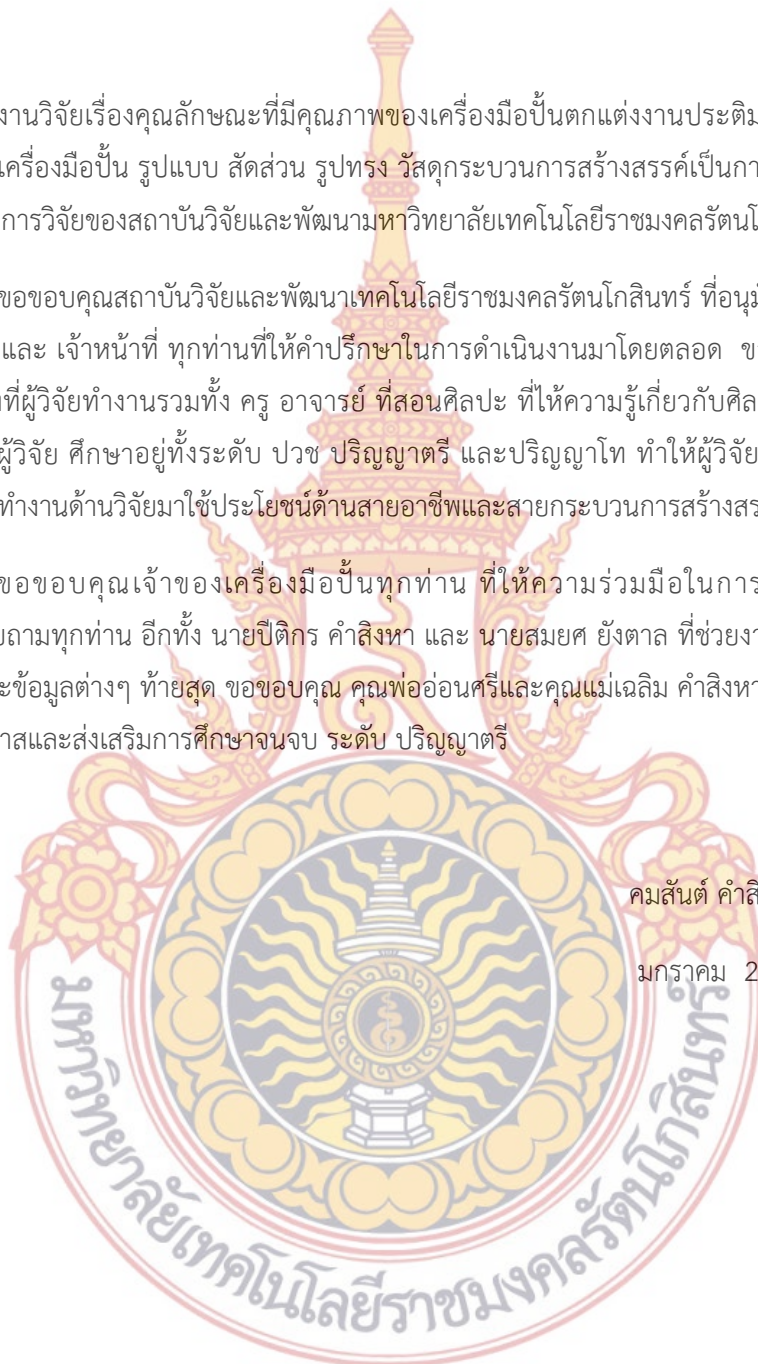 งานวิจัยเรื่องคุณลักษณะที่มีคุณภาพของเครื่องมือปั้นตกแต่งงานประติม
เครื่องมือปั้น รูปแบบ สัดส่วน รูปทรง วัสดุกระบวนการสร้างสรรค์เป็นกา
การวิจัยของสถาบันวิจัยและพัฒนามหาวิทยาลัยเทคโนโลยีราชมงคลรัตนโ
ขอขอบคุณสถาบันวิจัยและพัฒนาเทคโนโลยีราชมงคลรัตนโกสินทร์ ที่อนุม
และ เจ้าหน้าที่ ทุกท่านที่ให้คำปรึกษาในการดำเนินงานมาโดยตลอด ข
ที่ผู้วิจัยทำงานรวมทั้ง ครู อาจารย์ ที่สอนศิลปะ ที่ไห้ความรู้เกี่ยวกับศิล
ผู้วิจัย ศึกษาอยู่ทั้งระดับ ปวช ปริญญาตรี และปริญญาโท ทำให้ผู้วิจัย
ทำงานด้านวิจัยมาใช้ประโยชน์ด้านสายอาชีพและสายกระบวนการสร้างสร
ขอขอบคุณเจ้าของเครื่องมือปั้นทุกท่าน ที่ให้ความร่วมมือในการ
ถามทุกท่าน อีกทั้ง นายปิติกร คำสิงหา และ นายสมยศ ยังตาล ที่ช่วยงา
ะข้อมูลต่างๆ ท้ายสุด ขอขอบคุณ คุณพ่ออ่อนศรีและคุณแม่เฉลิม คำสิงหา
าสและส่งเสริมการศึกษาจนจบ ระดับ ปริญญาตรี
คมสันต์ คำสิ
มกราคม 2
มหาวิทยาลัยเทคโนโลยีราชมงคลรัตนโกสินทร์